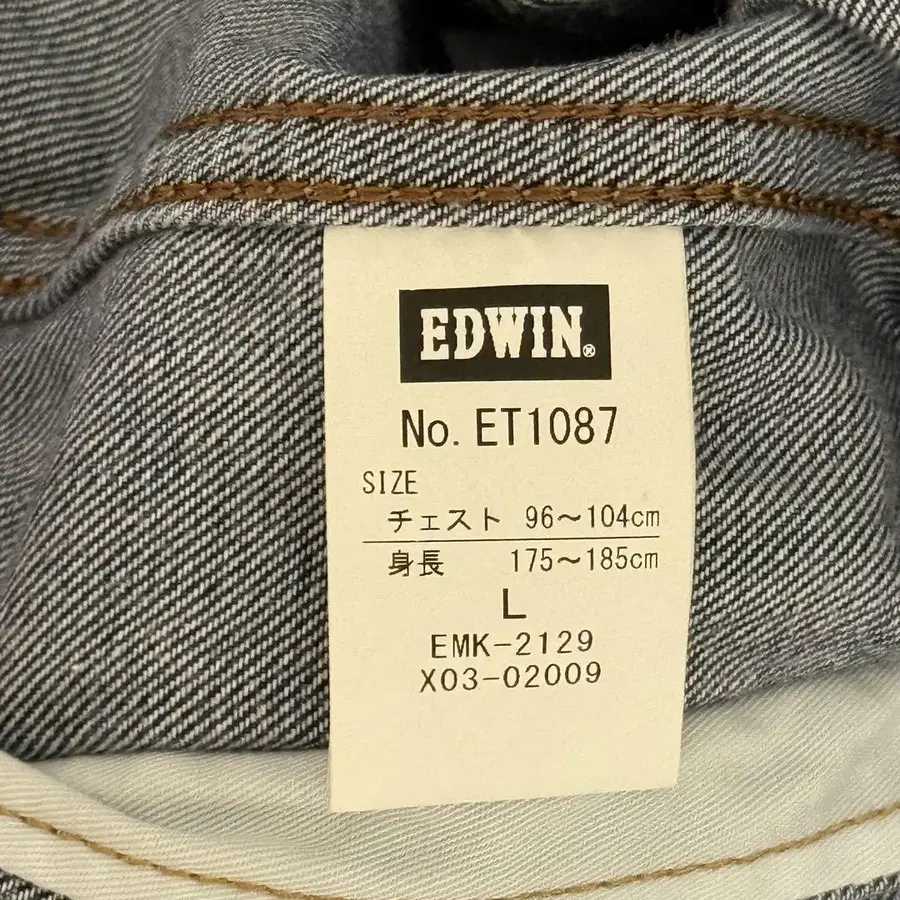 EDWIN®
No. ET1087
SIZE
チェスト 96〜104cm
身長 175〜185cm
L
EMK-2129
X03-02009